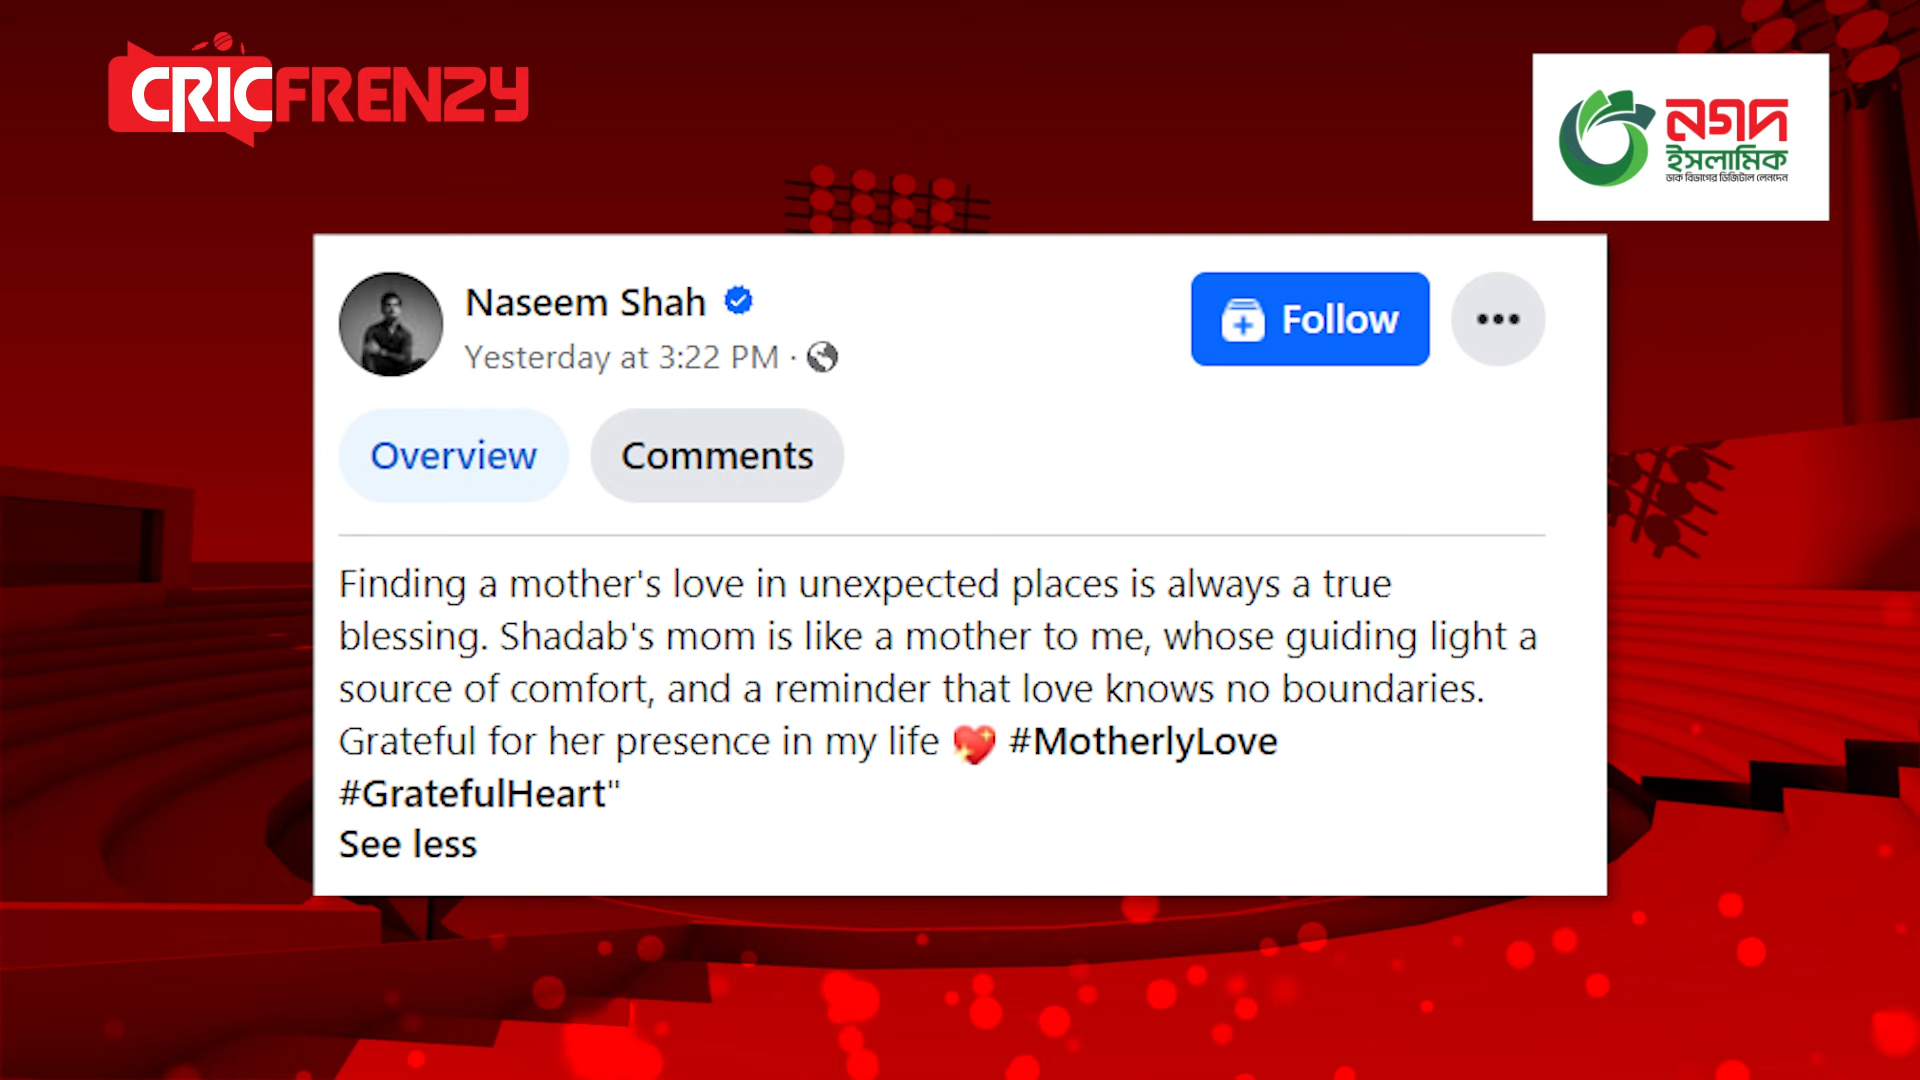 CRICFRENZY
নগদ
ইসলামিক
ডাক বিভাগের ডিজিটাল লেনদেন
Naseem Shah
Yesterday at 3:22 PM ·
Follow
Overview
Comments
Finding a mother's love in unexpected places is always a true
blessing. Shadab's mom is like a mother to me, whose guiding light a
source of comfort, and a reminder that love knows no boundaries.
Grateful for her presence in my life 💖 #MotherlyLove
#GratefulHeart"
See less